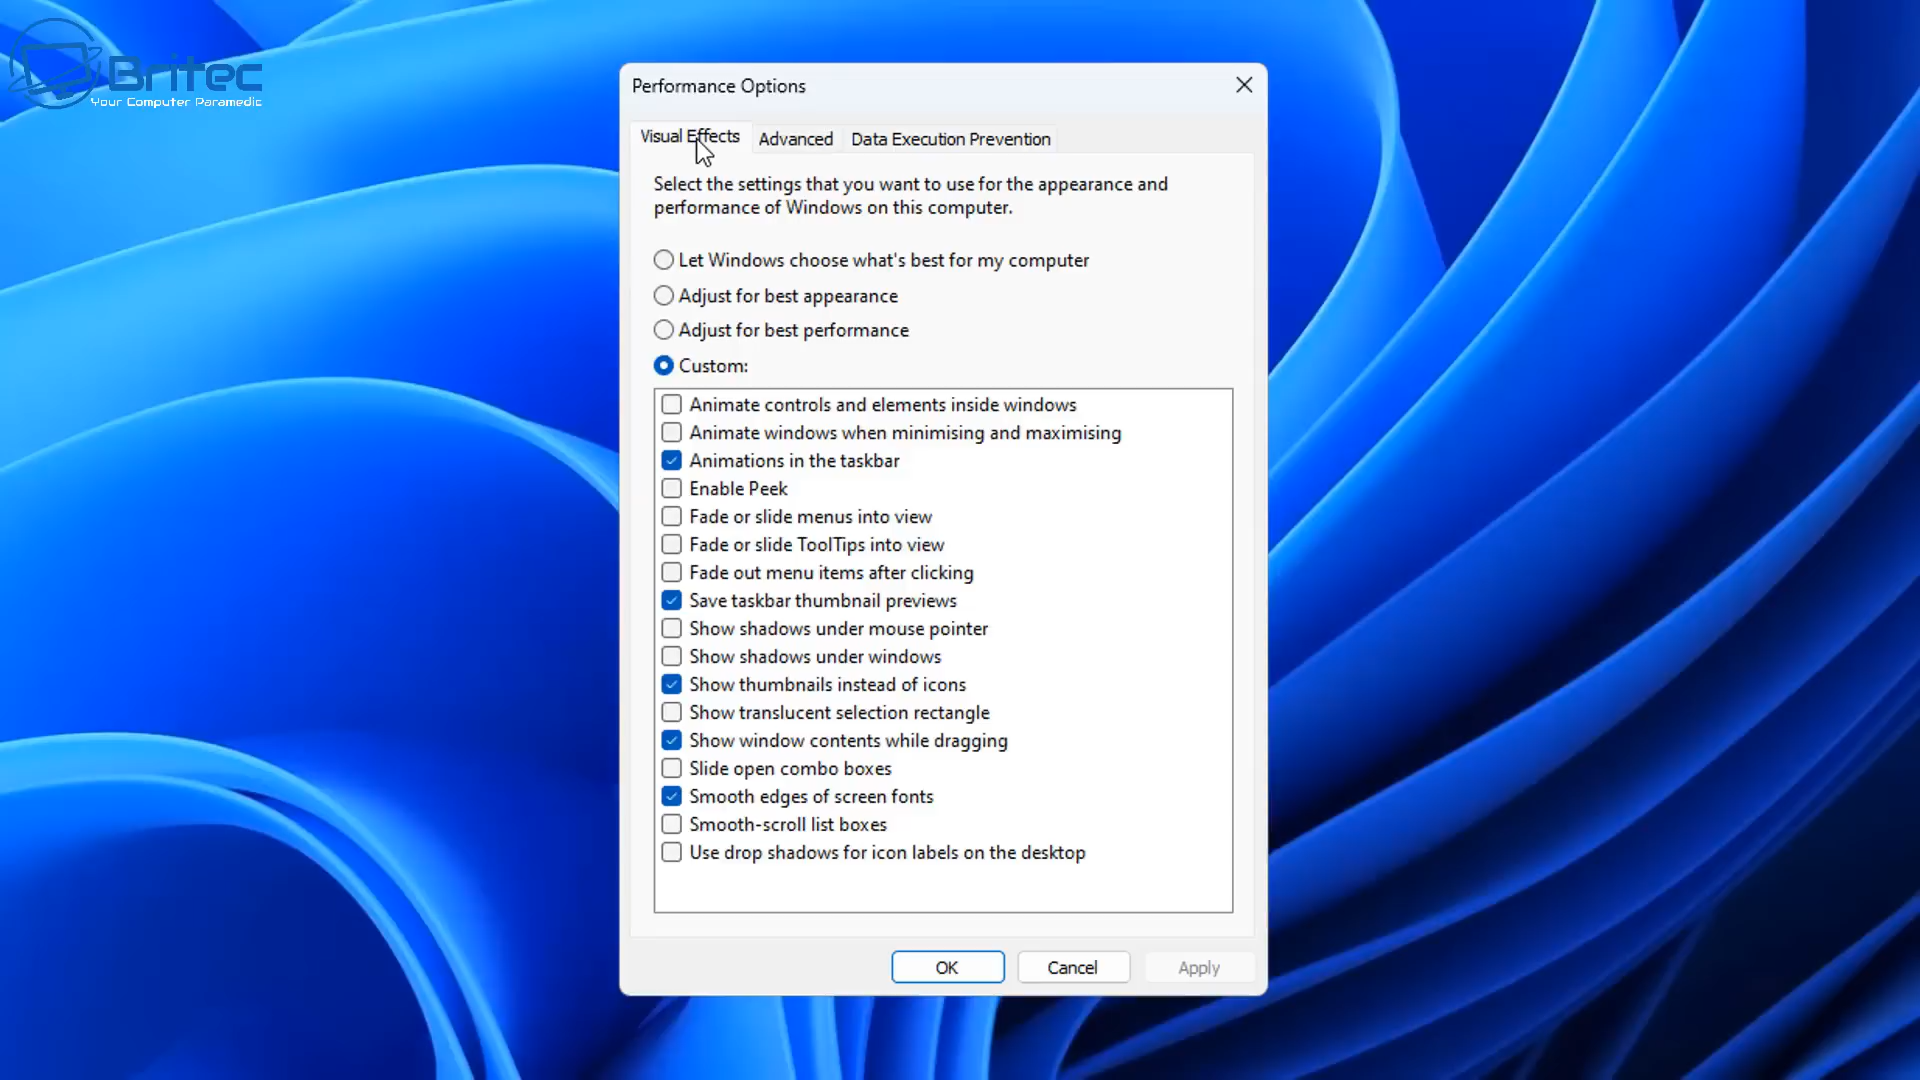 Britec
Your Computer Paramedic
Performance Options
Visual Effects
Advanced
Data Execution Prevention
Select the settings that you want to use for the appearance and
performance of Windows on this computer.
Let Windows choose what's best for my computer
Adjust for best appearance
Adjust for best performance
Custom:
Animate controls and elements inside windows
Animate windows when minimising and maximising
Animations in the taskbar
Enable Peek
Fade or slide menus into view
Fade or slide ToolTips into view
Fade out menu items after clicking
Save taskbar thumbnail previews
Show shadows under mouse pointer
Show shadows under windows
Show thumbnails instead of icons
Show translucent selection rectangle
Show window contents while dragging
Slide open combo boxes
Smooth edges of screen fonts
Smooth-scroll list boxes
Use drop shadows for icon labels on the desktop
OK
Cancel
Apply